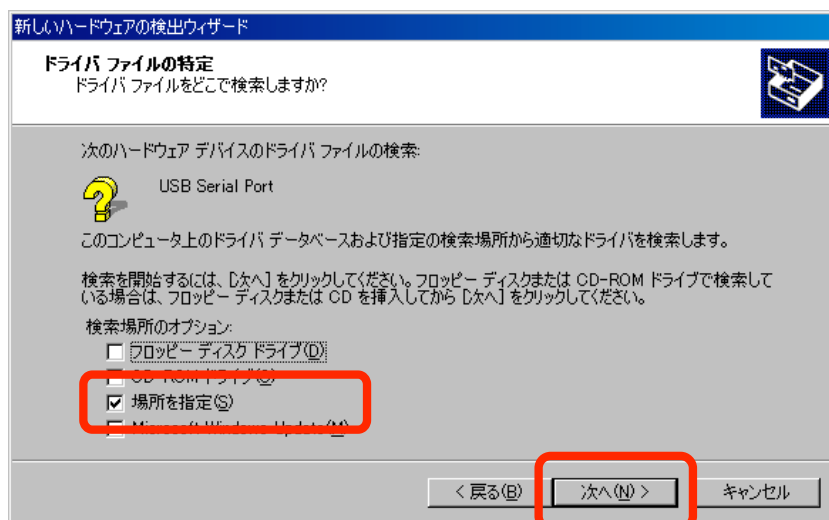 新しいハードウェアの検出ウィザード
ドライバ ファイルの特定
ドライバ ファイルをどこで検索しますか?
次のハードウェア デバイスのドライバ ファイルの検索:
USB Serial Port
このコンピュータ上のドライバ データベースおよび指定の検索場所から適切なドライバを検索します。
検索を開始するには、[次へ] をクリックしてください。フロッピー ディスクまたは CD-ROM ドライブで検索して
いる場合は、フロッピー ディスクまたは CD を挿入してから [次へ] をクリックしてください。
検索場所のオプション:
フロッピー ディスク ドライブ(D)
CD-ROM ドライブ(C)
場所を指定(S)
Microsoft Windows Update(M)
< 戻る(B)
次へ(N) >
キャンセル